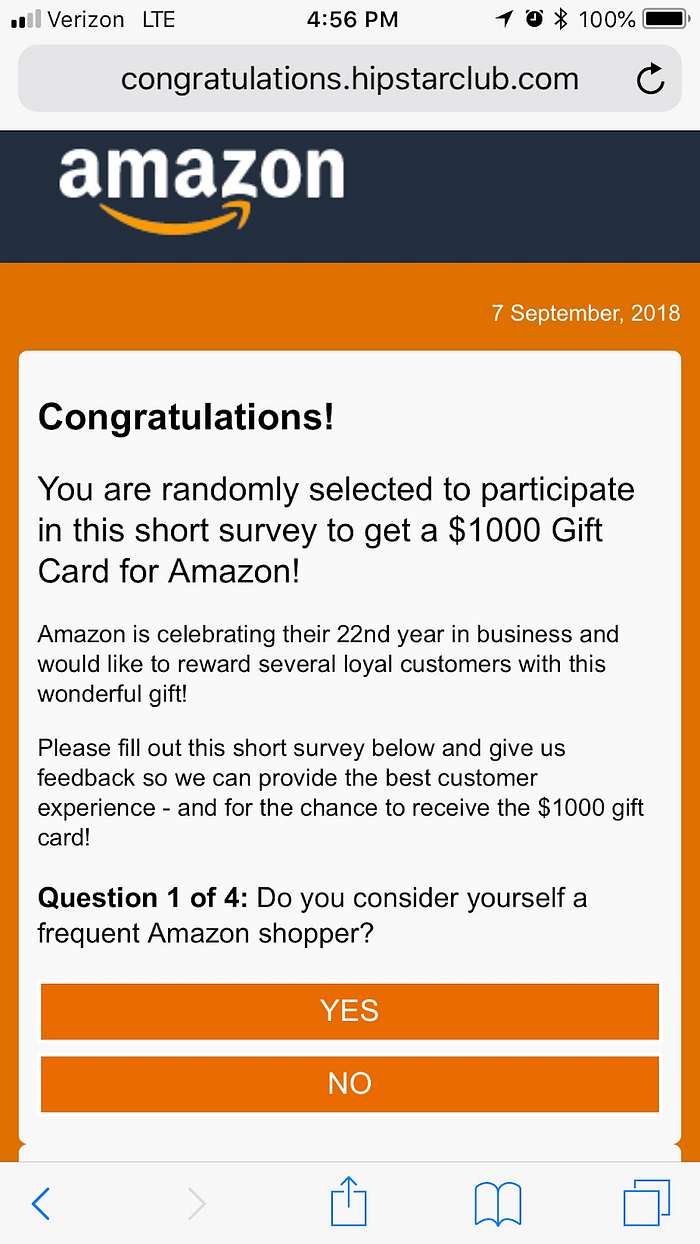 Verizon LTE 4:56 PM 100%
congratulations.hipstarclub.com
amazon
7 September, 2018
Congratulations!
You are randomly selected to participate
in this short survey to get a $1000 Gift
Card for Amazon!
Amazon is celebrating their 22nd year in business and
would like to reward several loyal customers with this
wonderful gift!
Please fill out this short survey below and give us
feedback so we can provide the best customer
experience - and for the chance to receive the $1000 gift
card!
Question 1 of 4: Do you consider yourself a
frequent Amazon shopper?
YES
NO